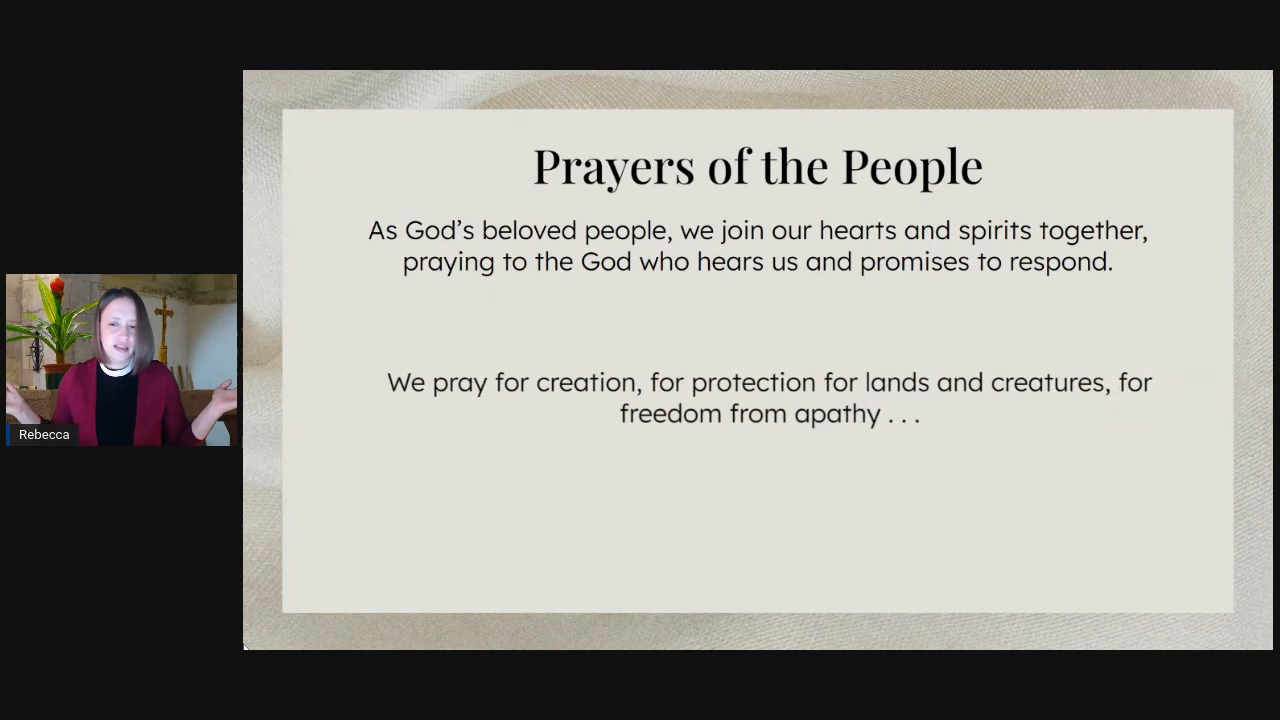 Prayers of the People
As God’s beloved people, we join our hearts and spirits together,
praying to the God who hears us and promises to respond.
We pray for creation, for protection for lands and creatures, for
freedom from apathy . . .
Rebecca